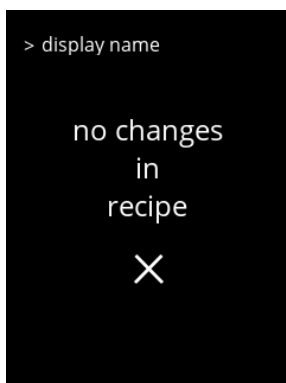 > display name
no changes
in
recipe